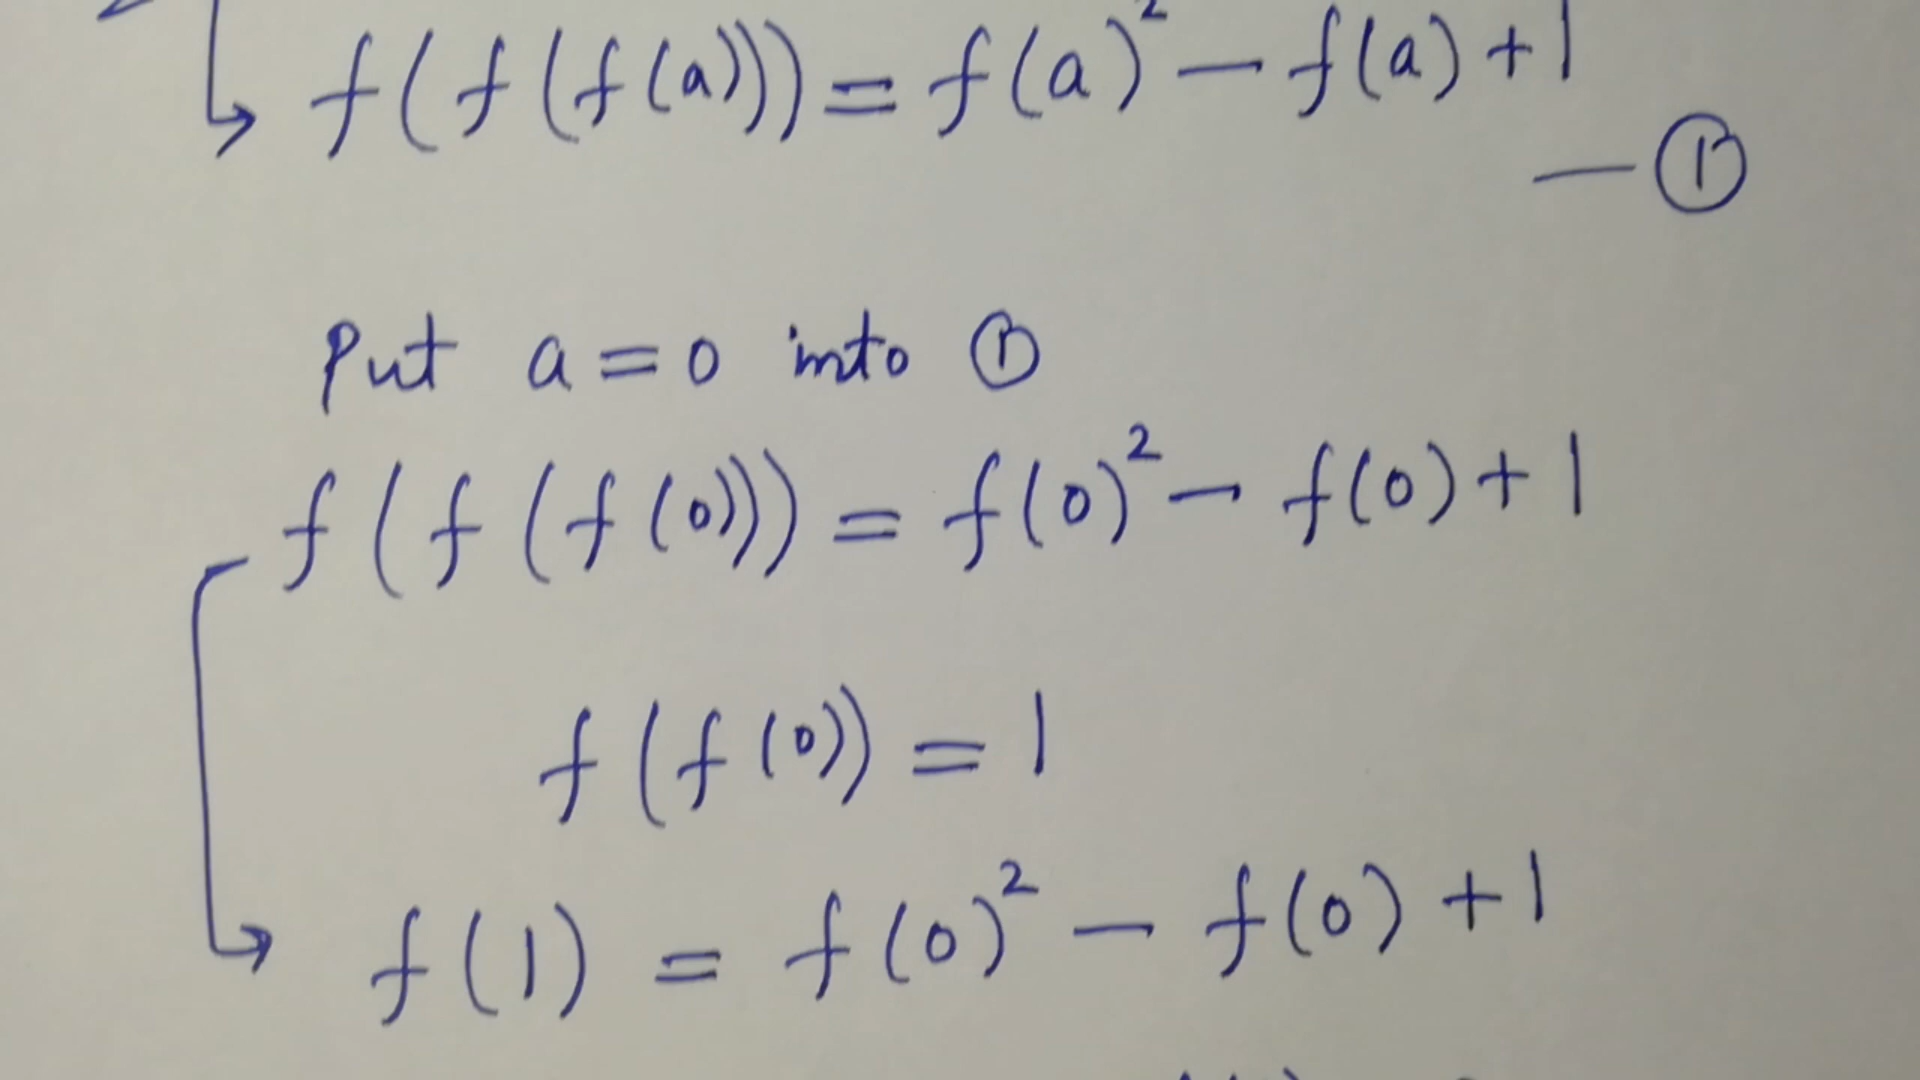 f(f(f(a))) = f(a)² - f(a) + 1
— ①
Put a = 0 into ①
f(f(f(0))) = f(0)² - f(0) + 1
f(f(0)) = 1
f(1) = f(0)² - f(0) + 1